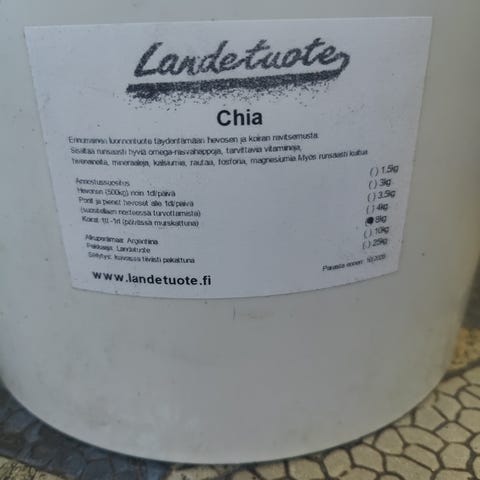 Landetuote
Chia
Erinomainen luonnontuote täydentämään hevosen ja koiran ravitsemusta.
Sisältää runsaasti hyviä omega-rasvahappoja, tarvittavia vitamiineja,
hivenaineita, mineraaleja, kalsiumia, rautaa, fosforia, magnesiumia Myös runsaasti kuitua
( ) 1.5kg
Annostussuositus
( ) 3kg
Hevonen (500kg) noin 1dl/päivä
( ) 3.5kg
Ponit ja pienet hevoset alle 1dl/päivä
( ) 4kg
(suositellaan nosteessa turvottamista)
8kg
Koirat 1tl -1rl (päivässä murskattuna)
( ) 10kg
Alkuperämaa: Argentiina
( ) 25kg
Pakkaaja: Landetuote
Säilytys: kuivassa tiiviisti pakattuna
Parasta ennen:
www.landetuote.fi